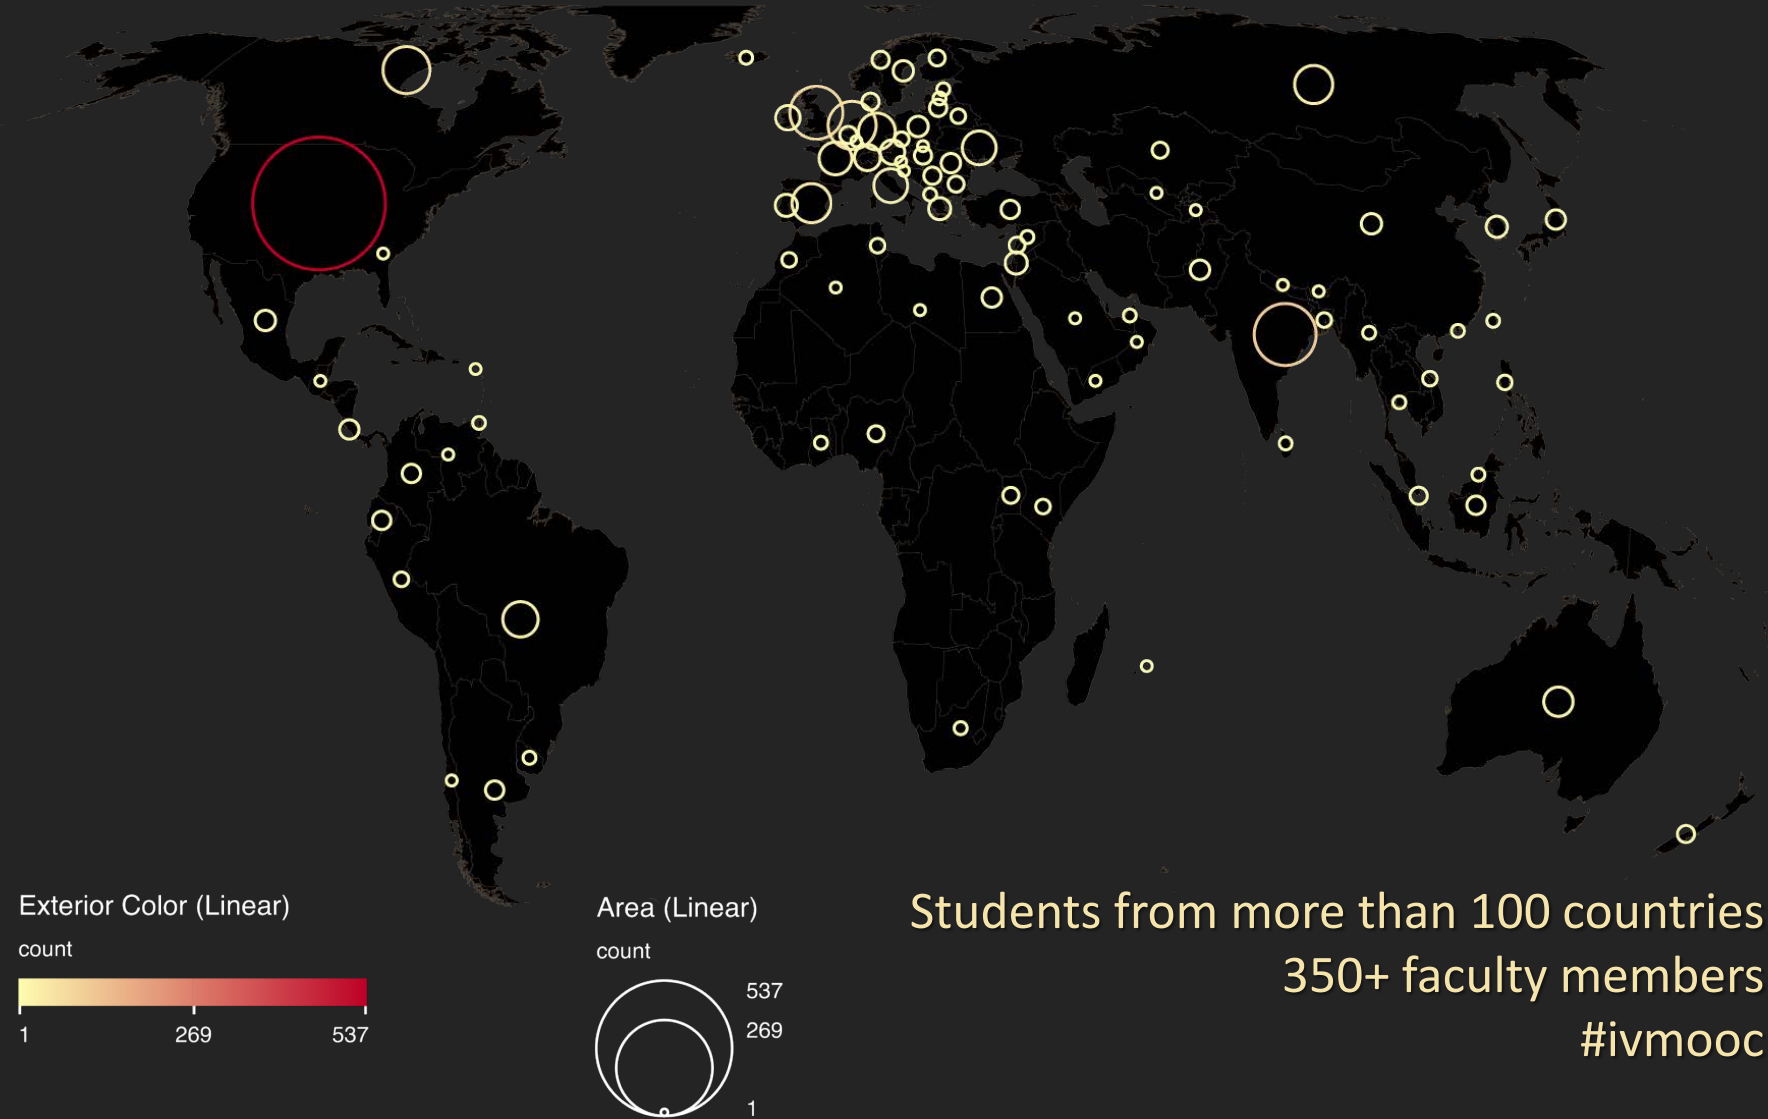 Exterior Color (Linear)
count
1 269 537
Area (Linear)
count
537
269
1
Students from more than 100 countries
350+ faculty members
#ivmooc